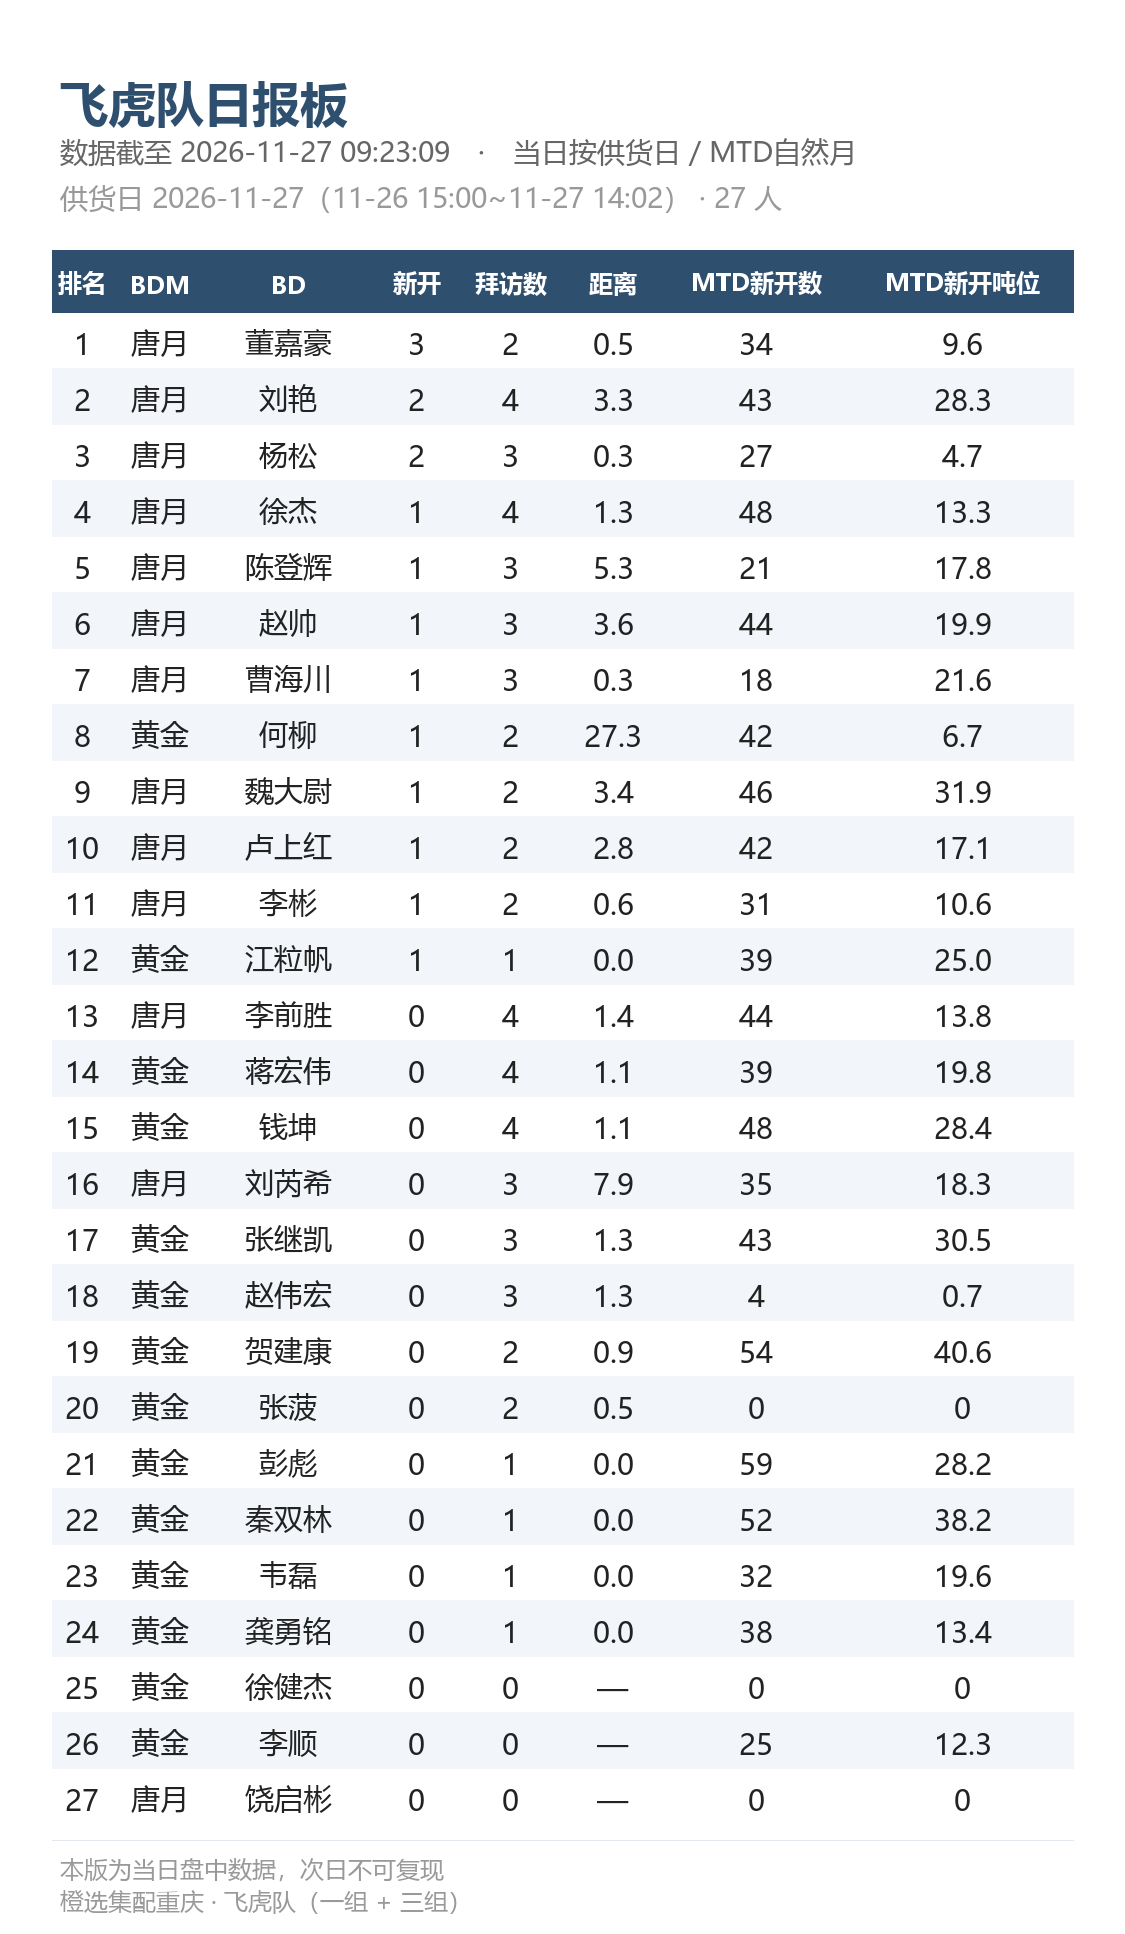 飞虎队日报板
数据截至 2026-11-27 09:23:09 · 当日按供货日 / MTD自然月
供货日 2026-11-27（11-26 15:00~11-27 14:02） · 27 人
排名 BDM BD 新开 拜访数 距离 MTD新开数 MTD新开吨位
1 唐月 董嘉豪 3 2 0.5 34 9.6
2 唐月 刘艳 2 4 3.3 43 28.3
3 唐月 杨松 2 3 0.3 27 4.7
4 唐月 徐杰 1 4 1.3 48 13.3
5 唐月 陈登辉 1 3 5.3 21 17.8
6 唐月 赵帅 1 3 3.6 44 19.9
7 唐月 曹海川 1 3 0.3 18 21.6
8 黄金 何柳 1 2 27.3 42 6.7
9 唐月 魏大尉 1 2 3.4 46 31.9
10 唐月 卢上红 1 2 2.8 42 17.1
11 唐月 李彬 1 2 0.6 31 10.6
12 黄金 江粒帆 1 1 0.0 39 25.0
13 唐月 李前胜 0 4 1.4 44 13.8
14 黄金 蒋宏伟 0 4 1.1 39 19.8
15 黄金 钱坤 0 4 1.1 48 28.4
16 唐月 刘芮希 0 3 7.9 35 18.3
17 黄金 张继凯 0 3 1.3 43 30.5
18 黄金 赵伟宏 0 3 1.3 4 0.7
19 黄金 贺建康 0 2 0.9 54 40.6
20 黄金 张菠 0 2 0.5 0 0
21 黄金 彭彪 0 1 0.0 59 28.2
22 黄金 秦双林 0 1 0.0 52 38.2
23 黄金 韦磊 0 1 0.0 32 19.6
24 黄金 龚勇铭 0 1 0.0 38 13.4
25 黄金 徐健杰 0 0 — 0 0
26 黄金 李顺 0 0 — 25 12.3
27 唐月 饶启彬 0 0 — 0 0
本版为当日盘中数据，次日不可复现
橙选集配重庆 · 飞虎队（一组 + 三组）